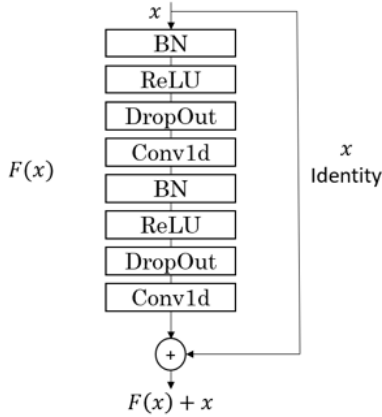 x
BN
ReLU
DropOut
Conv1d
F(x)
x
Identity
BN
ReLU
DropOut
Conv1d
+
F(x) + x